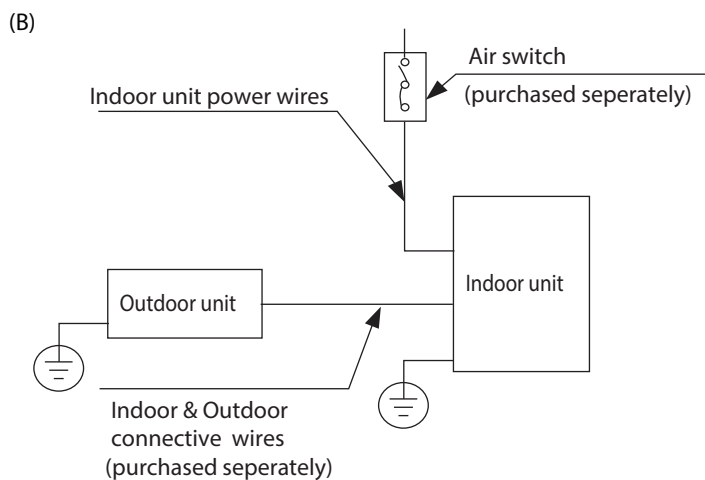 (B)
Air switch
(purchased seperately)
Indoor unit power wires
Indoor unit
Outdoor unit
Indoor & Outdoor
connective wires
(purchased seperately)